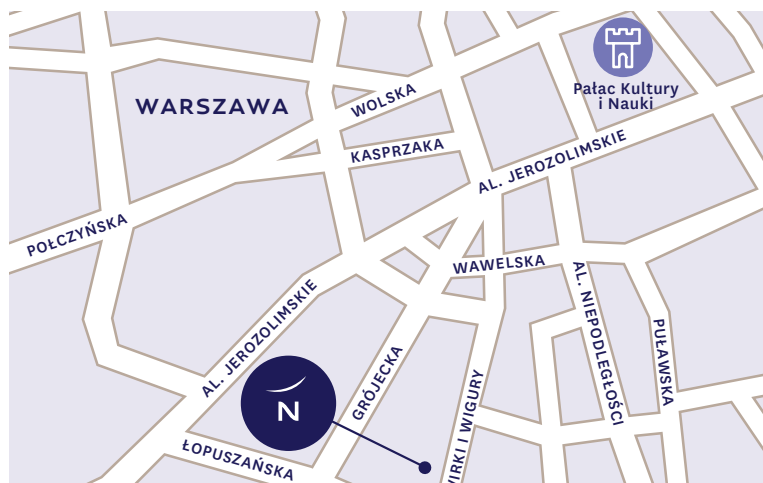 Pałac Kultury
i Nauki
WARSZAWA
WOLSKA
KASPRZAKA
AL. JEROZOLIMSKIE
POŁCZYŃSKA
WAWELSKA
AL. JEROZOLIMSKIE
AL. NIEPODLEGŁOŚCI
PUŁAWSKA
GRÓJECKA
N
IRKI I WIGURY
ŁOPUSZAŃSKA